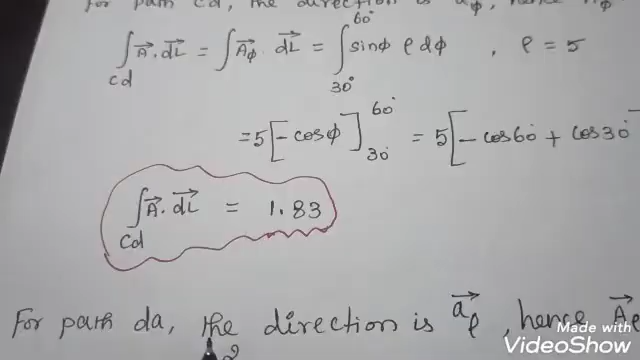 For path cd, the direction is
∫ A⃗·dL⃗ = ∫ A⃗ϕ dL⃗ = ∫ sinϕ ρ dϕ , ρ = 5
cd 30° 60°
= 5 [-cosϕ] 60° 30° = 5 [-cos60 + cos30°
∫ A⃗·dL⃗ = 1.83
cd
For path da, the direction is a⃗ρ, hence A⃗ρ
Made with
VideoShow